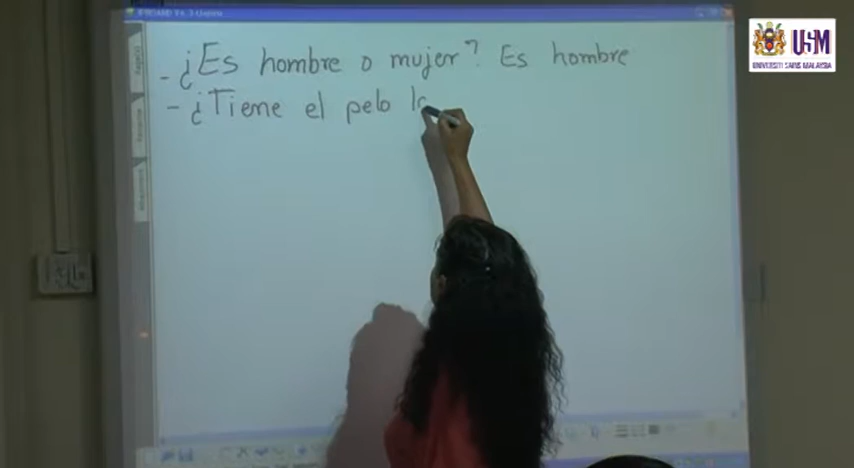 - ¿Es hombre o mujer? Es hombre
- ¿Tiene el pelo
USM
UNIVERSITI SAINS MALAYSIA